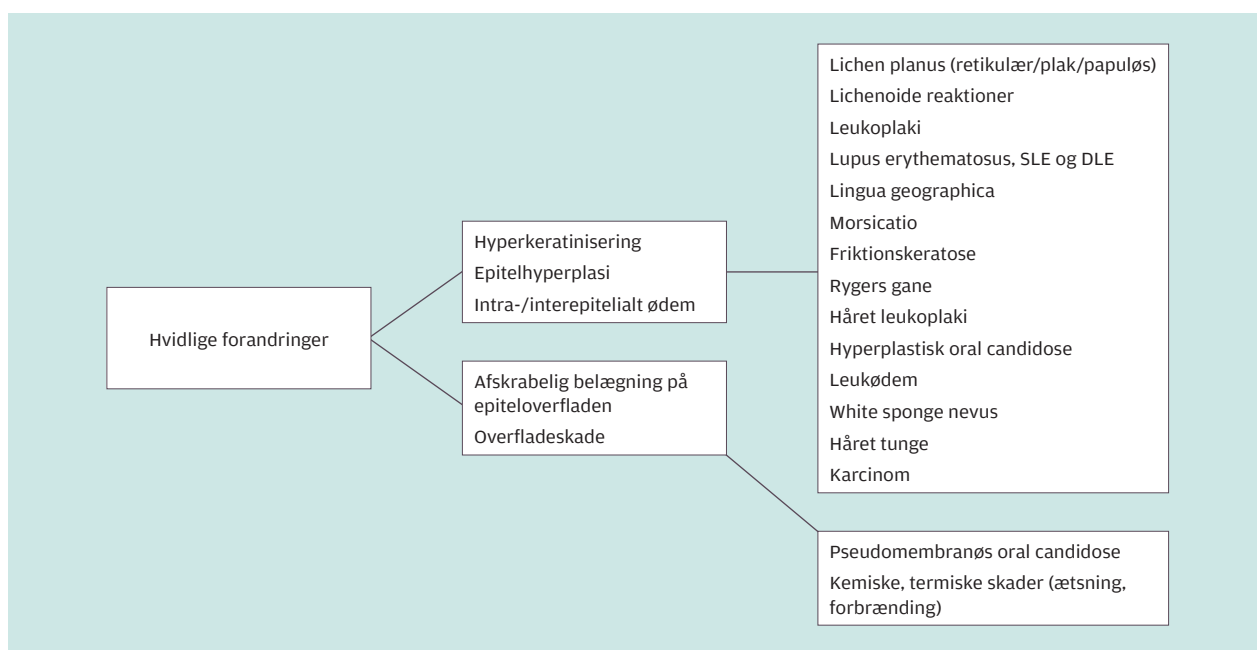 Hvidlige forandringer
Hyperkeratinisering
Epitelhyperplasi
Intra-/interepitelialt ødem
Afskrabelig belægning på
epiteloverfladen
Overfladeskade
Lichen planus (retikulær/plak/papuløs)
Lichenoide reaktioner
Leukoplaki
Lupus erythematosus, SLE og DLE
Lingua geographica
Morsicatio
Friktionskeratose
Rygers gane
Håret leukoplaki
Hyperplastisk oral candidose
Leukødem
White sponge nevus
Håret tunge
Karcinom
Pseudomembranøs oral candidose
Kemiske, termiske skader (ætsning,
forbrænding)